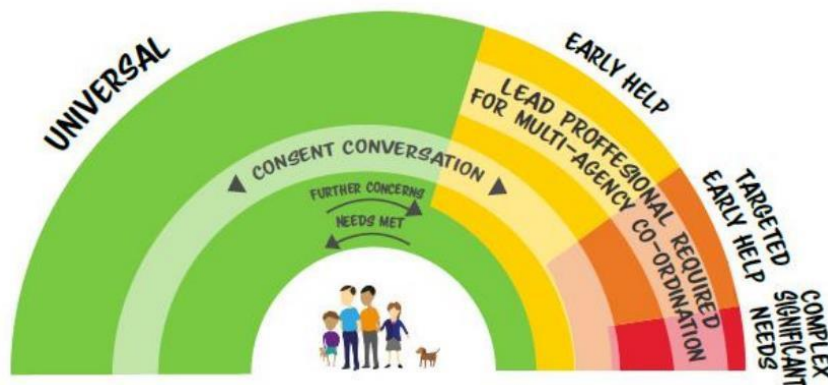 UNIVERSAL
EARLY HELP
TARGETED
EARLY HELP
COMPLEX
SIGNIFICANT
NEEDS
LEAD PROFFESIONAL REQUIRED
FOR MULTI-AGENCY CO-ORDINATION
CONSENT CONVERSATION
FURTHER CONCERNS
NEEDS MET